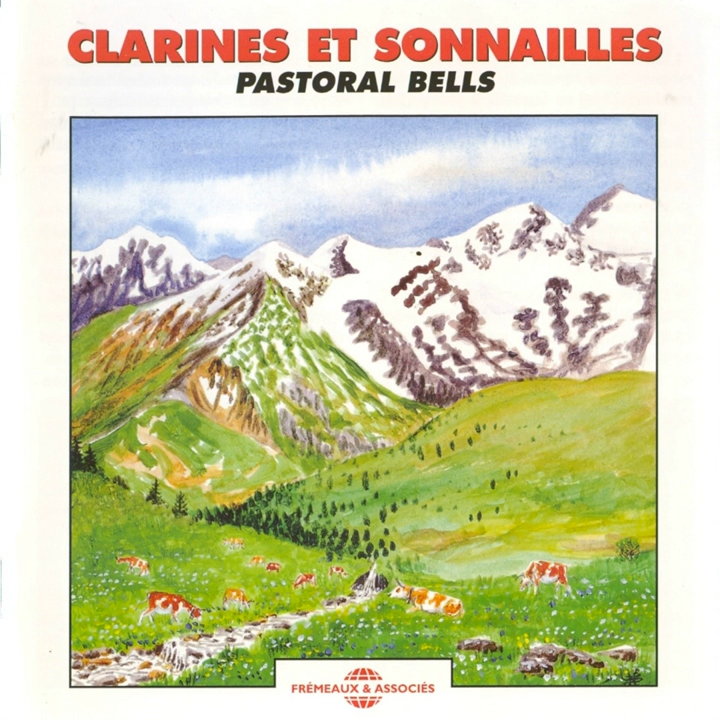 CLARINES ET SONNAILLES
PASTORAL BELLS
FRÉMEAUX & ASSOCIÉS